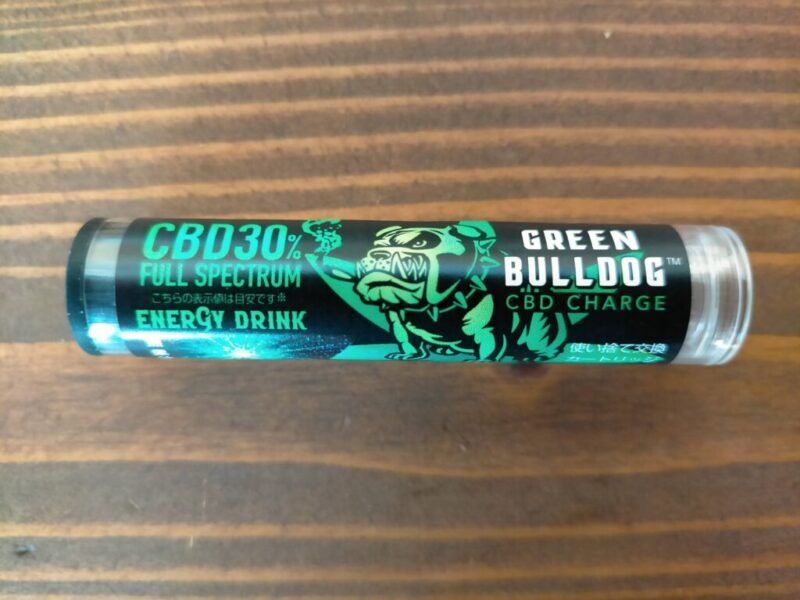 CBD30%
FULL SPECTRUM
こちらの表示値は目安です※
ENERGY DRINK
GREEN
BULLDOG™
CBD CHARGE
使い捨て交換
カートリッジ